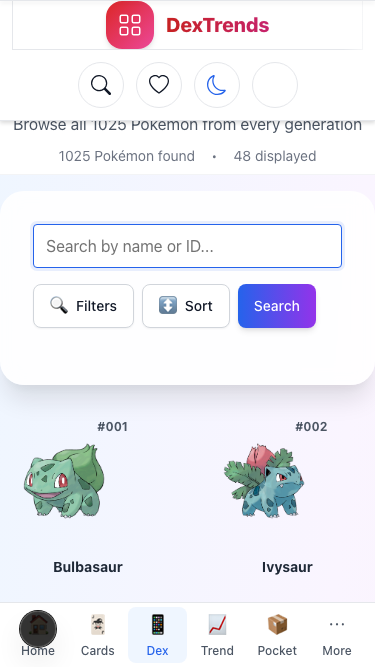 DexTrends
Browse all 1025 Pokémon from every generation
1025 Pokémon found • 48 displayed
Search by name or ID...
Filters
Sort
Search
#001
#002
Bulbasaur
Ivysaur
Home
Cards
Dex
Trend
Pocket
More